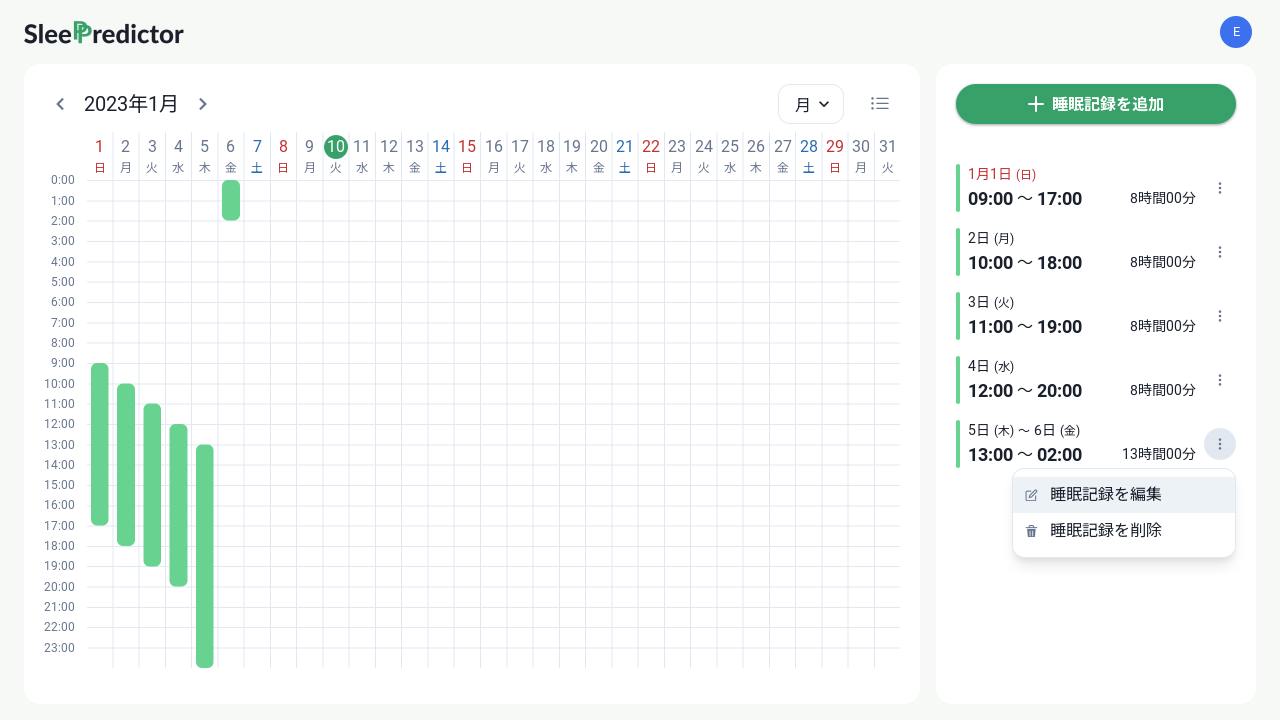 SleePredictor
E
2023年1月
月
1 2 3 4 5 6 7 8 9 10 11 12 13 14 15 16 17 18 19 20 21 22 23 24 25 26 27 28 29 30 31
日 月 火 水 木 金 土 日 月 火 水 木 金 土 日 月 火 水 木 金 土 日 月 火 水 木 金 土 日 月 火
0:00
1:00
2:00
3:00
4:00
5:00
6:00
7:00
8:00
9:00
10:00
11:00
12:00
13:00
14:00
15:00
16:00
17:00
18:00
19:00
20:00
21:00
22:00
23:00
睡眠記録を追加
1月1日 (日)
09:00 〜 17:00 8時間00分
2日 (月)
10:00 〜 18:00 8時間00分
3日 (火)
11:00 〜 19:00 8時間00分
4日 (水)
12:00 〜 20:00 8時間00分
5日 (木) 〜 6日 (金)
13:00 〜 02:00 13時間00分
睡眠記録を編集
睡眠記録を削除